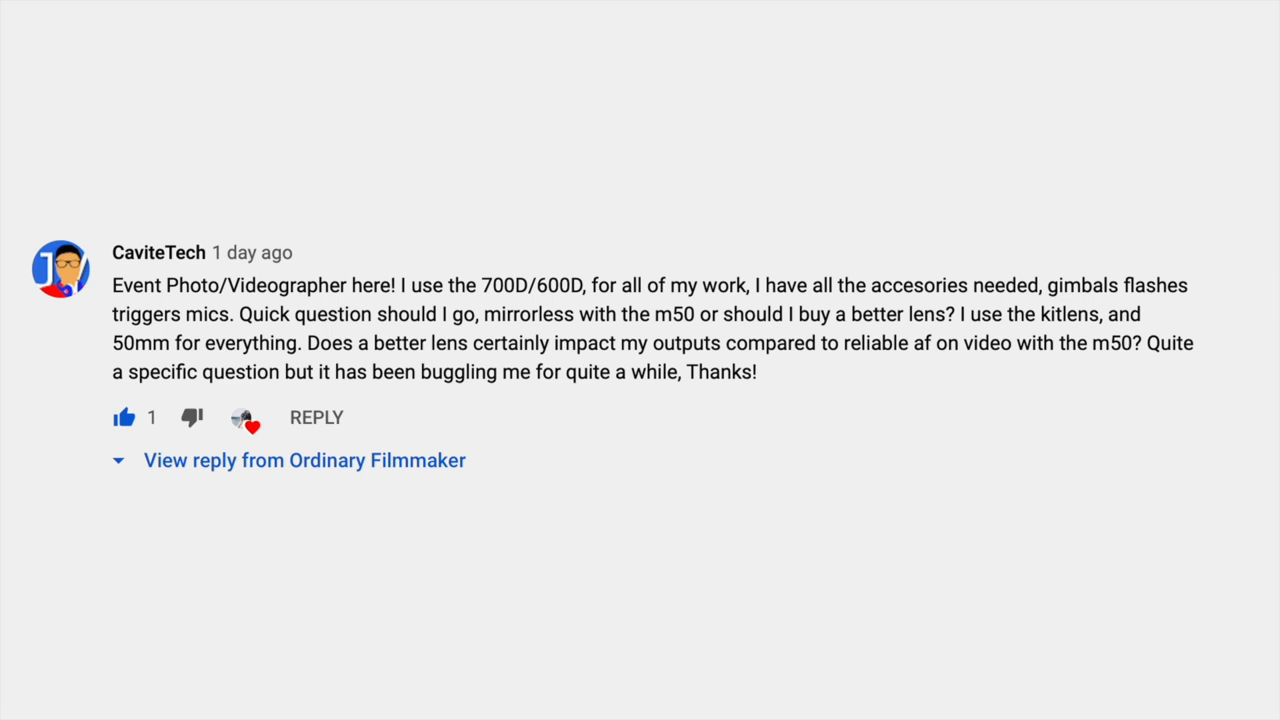 CaviteTech 1 day ago
Event Photo/Videographer here! I use the 700D/600D, for all of my work, I have all the accesories needed, gimbals flashes
triggers mics. Quick question should I go, mirrorless with the m50 or should I buy a better lens? I use the kitlens, and
50mm for everything. Does a better lens certainly impact my outputs compared to reliable af on video with the m50? Quite
a specific question but it has been buggling me for quite a while, Thanks!
1 REPLY
View reply from Ordinary Filmmaker